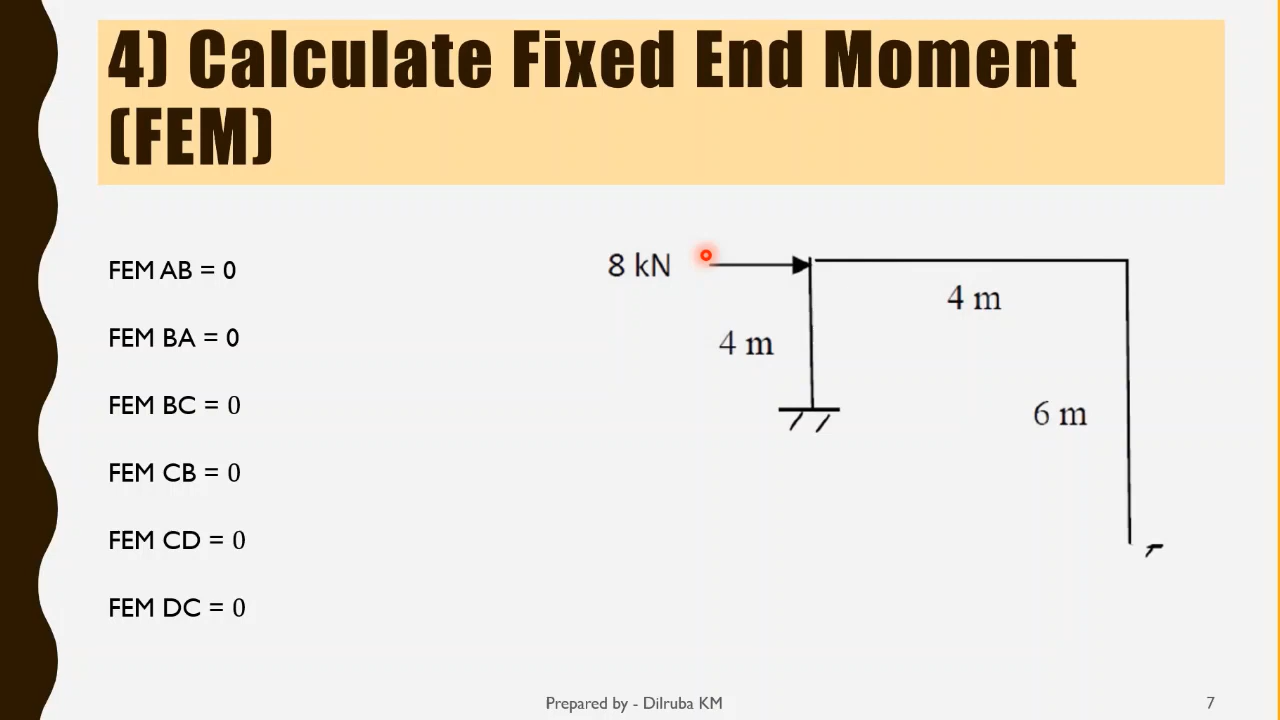 4) Calculate Fixed End Moment
(FEM)
FEM AB = 0
FEM BA = 0
FEM BC = 0
FEM CB = 0
FEM CD = 0
FEM DC = 0
8 kN
4 m
4 m
6 m
Prepared by - Dilruba KM
7